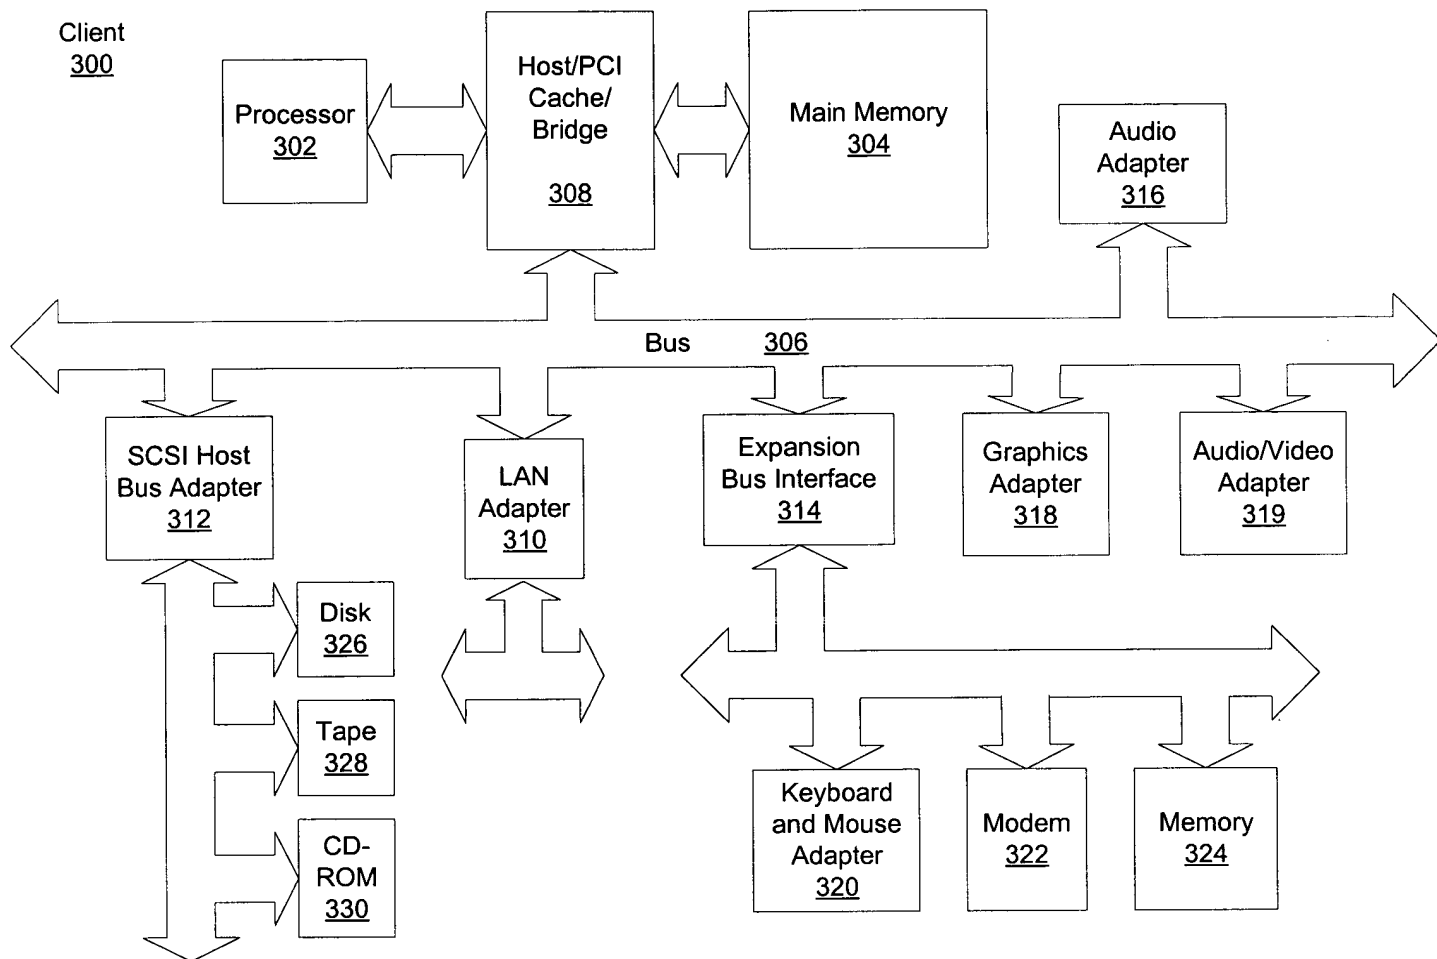 Client
300
Processor
302
Host/PCI
Cache/
Bridge
308
Main Memory
304
Audio
Adapter
316
Bus 306
SCSI Host
Bus Adapter
312
LAN
Adapter
310
Expansion
Bus Interface
314
Graphics
Adapter
318
Audio/Video
Adapter
319
Disk
326
Tape
328
CD-
ROM
330
Keyboard
and Mouse
Adapter
320
Modem
322
Memory
324